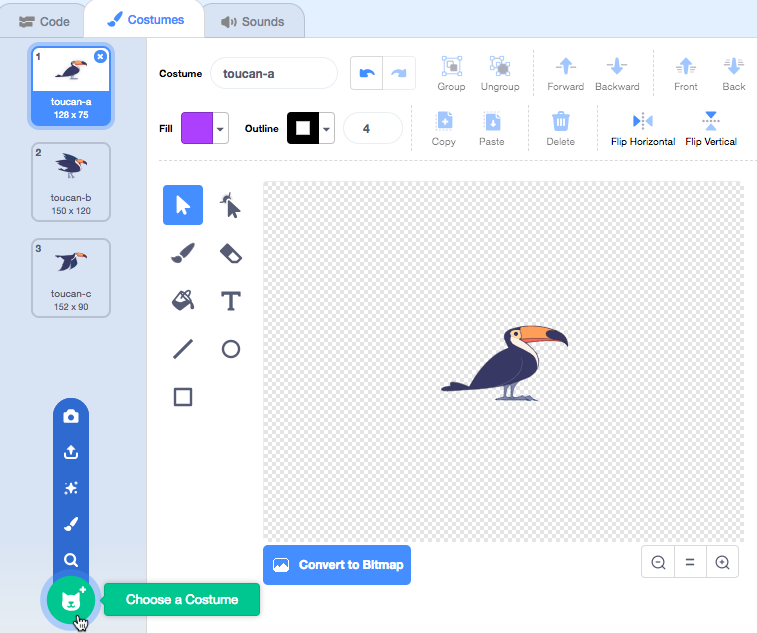 Code
Costumes
Sounds
1
toucan-a
128 x 75
2
toucan-b
150 x 120
3
toucan-c
152 x 90
Costume
toucan-a
Group
Ungroup
Forward
Backward
Front
Back
Fill
Outline
4
Copy
Paste
Delete
Flip Horizontal
Flip Vertical
T
Convert to Bitmap
=
Choose a Costume